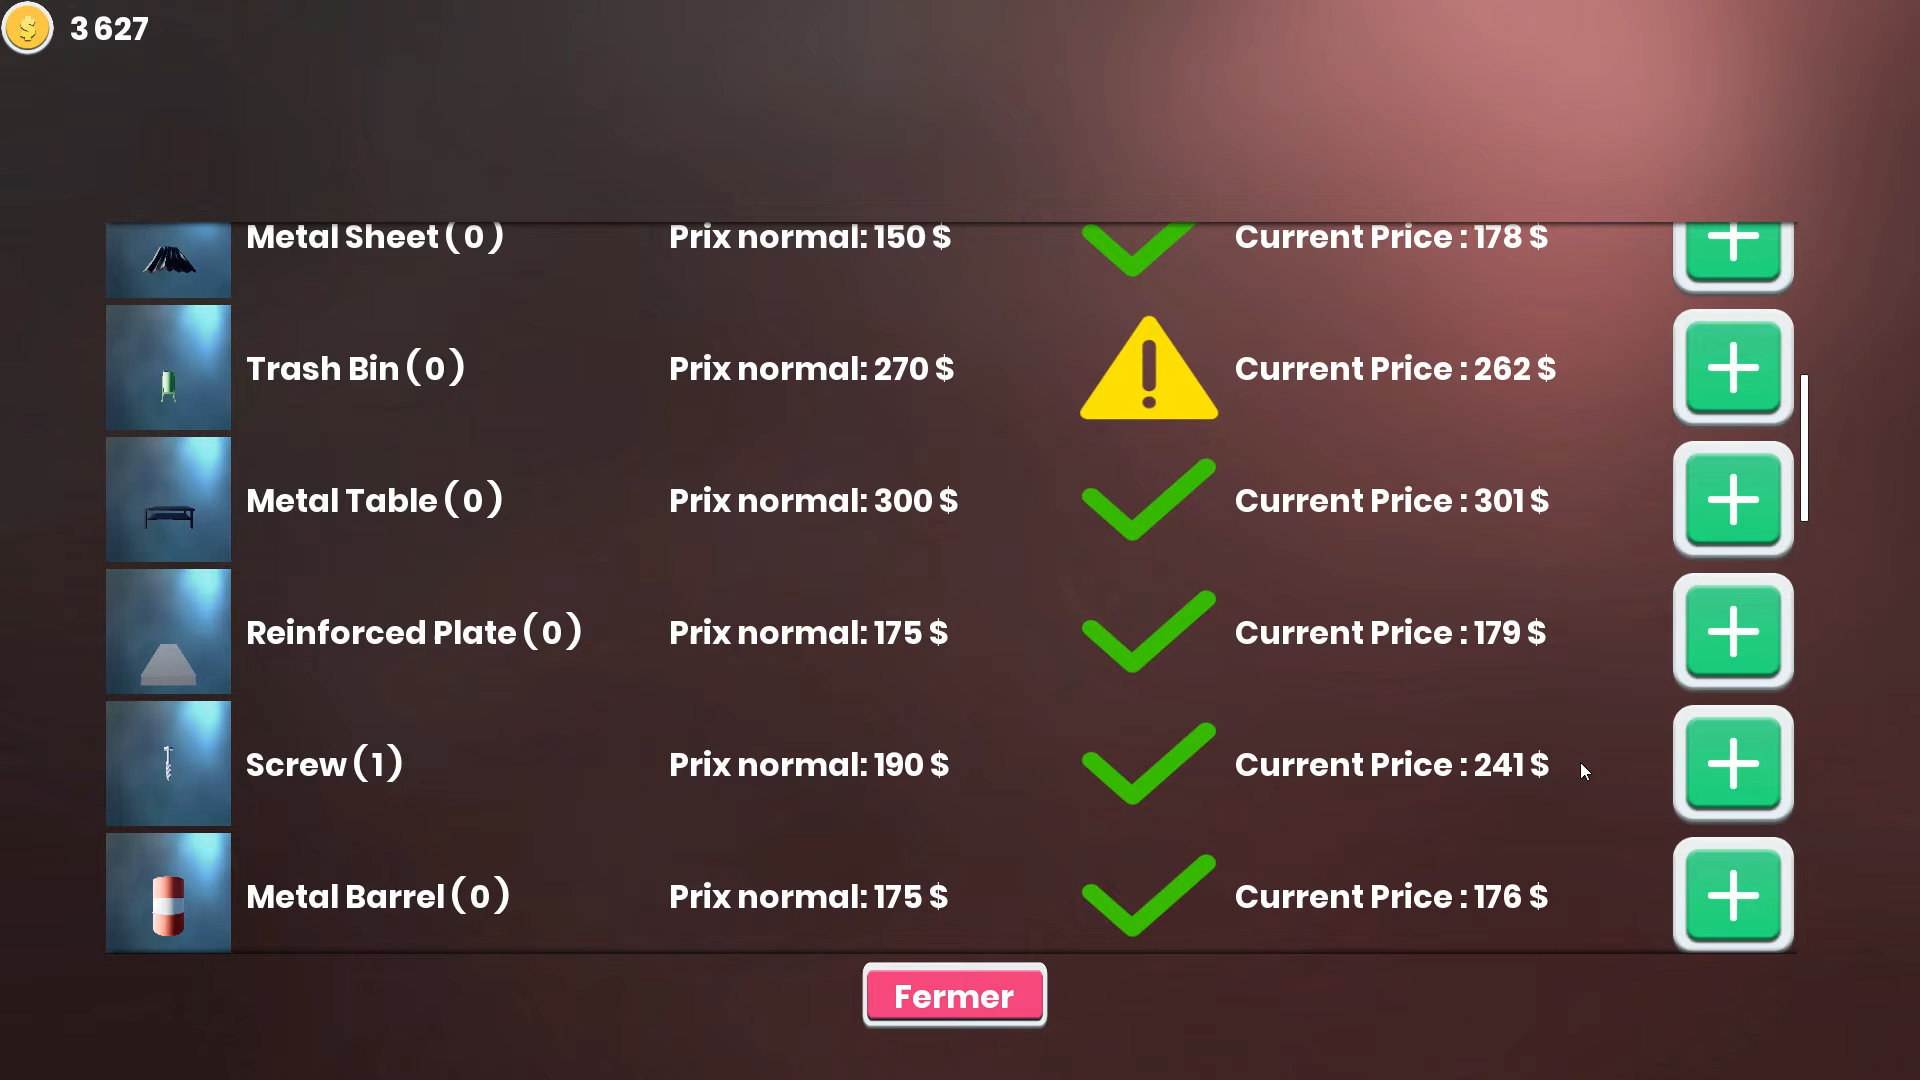 3 627
Metal Sheet ( 0 ) Prix normal: 150 $ Current Price : 178 $
Trash Bin ( 0 ) Prix normal: 270 $ Current Price : 262 $
Metal Table ( 0 ) Prix normal: 300 $ Current Price : 301 $
Reinforced Plate ( 0 ) Prix normal: 175 $ Current Price : 179 $
Screw ( 1 ) Prix normal: 190 $ Current Price : 241 $
Metal Barrel ( 0 ) Prix normal: 175 $ Current Price : 176 $
Fermer